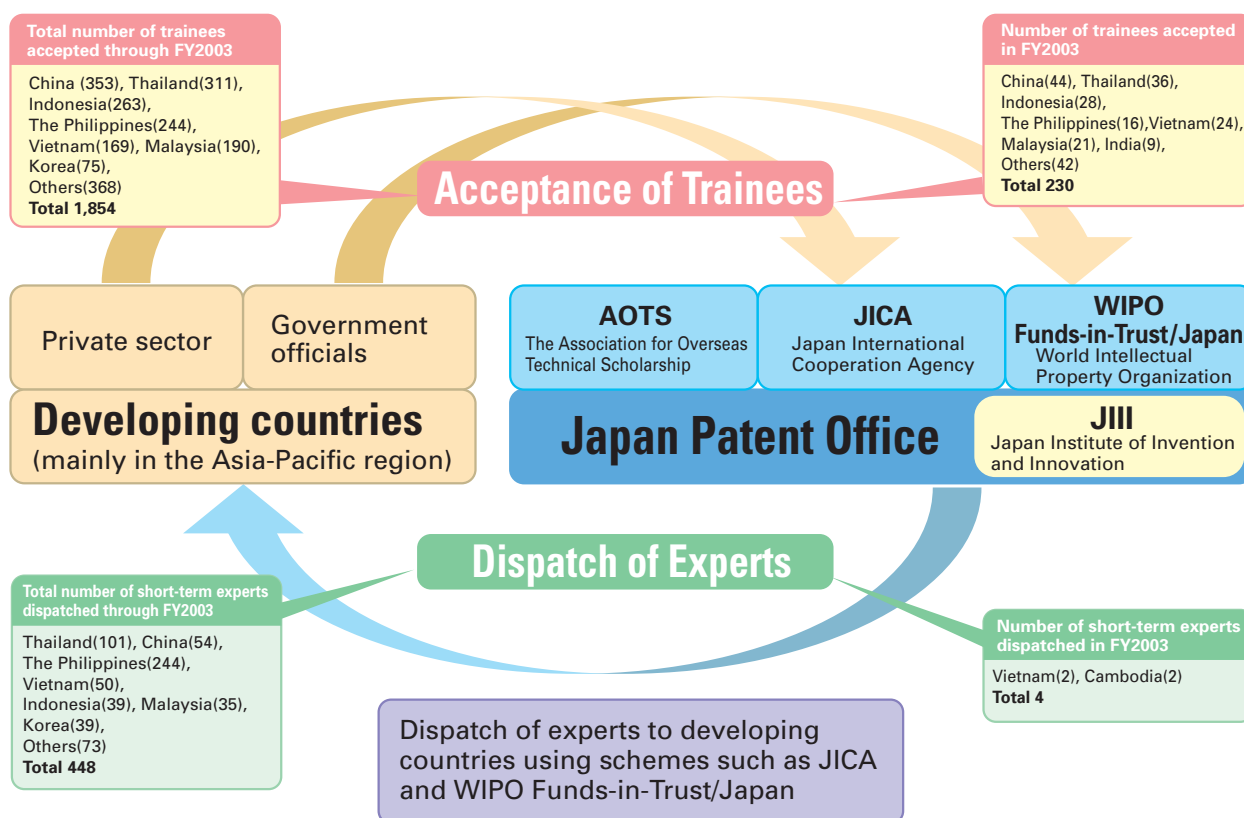 Total number of trainees
accepted through FY2003
China (353), Thailand(311),
Indonesia(263),
The Philippines(244),
Vietnam(169), Malaysia(190),
Korea(75),
Others(368)
Total 1,854
Number of trainees accepted
in FY2003
China(44), Thailand(36),
Indonesia(28),
The Philippines(16),Vietnam(24),
Malaysia(21), India(9),
Others(42)
Total 230
Acceptance of Trainees
Private sector
Government
officials
Developing countries
(mainly in the Asia-Pacific region)
AOTS
The Association for Overseas
Technical Scholarship
JICA
Japan International
Cooperation Agency
WIPO
Funds-in-Trust/Japan
World Intellectual
Property Organization
Japan Patent Office
JIII
Japan Institute of Invention
and Innovation
Dispatch of Experts
Total number of short-term experts
dispatched through FY2003
Thailand(101), China(54),
The Philippines(244),
Vietnam(50),
Indonesia(39), Malaysia(35),
Korea(39),
Others(73)
Total 448
Number of short-term experts
dispatched in FY2003
Vietnam(2), Cambodia(2)
Total 4
Dispatch of experts to developing
countries using schemes such as JICA
and WIPO Funds-in-Trust/Japan